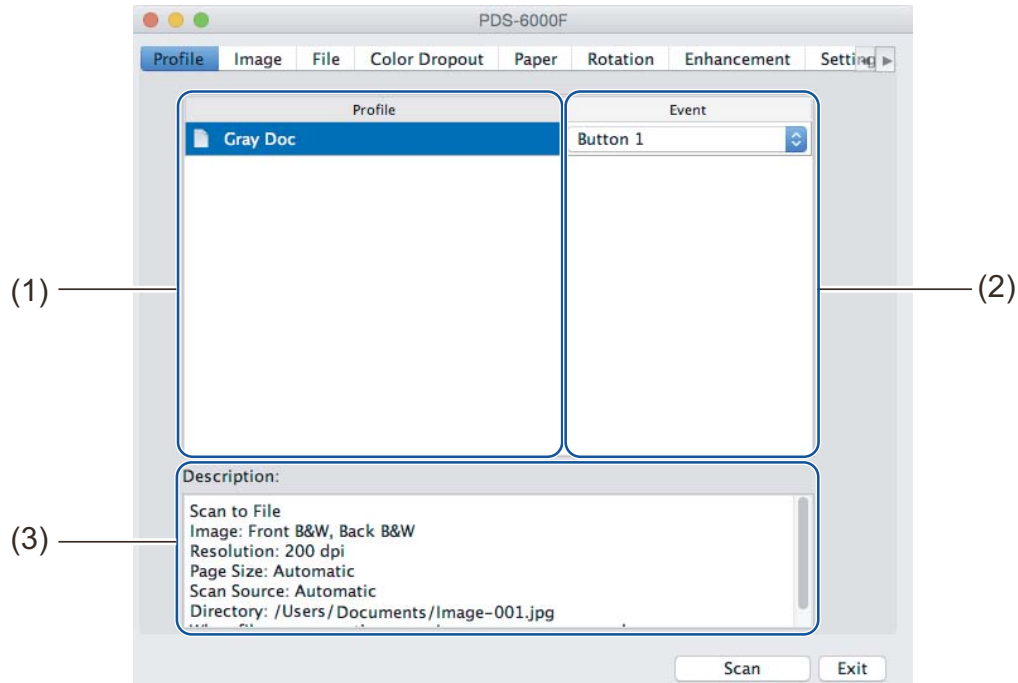 PDS-6000F
Profile Image File Color Dropout Paper Rotation Enhancement Setting
Profile Event
Gray Doc Button 1
(1) (2)
Description:
Scan to File
Image: Front B&W, Back B&W
Resolution: 200 dpi
Page Size: Automatic
Scan Source: Automatic
(3)
Directory: /Users/Documents/Image-001.jpg
Scan Exit